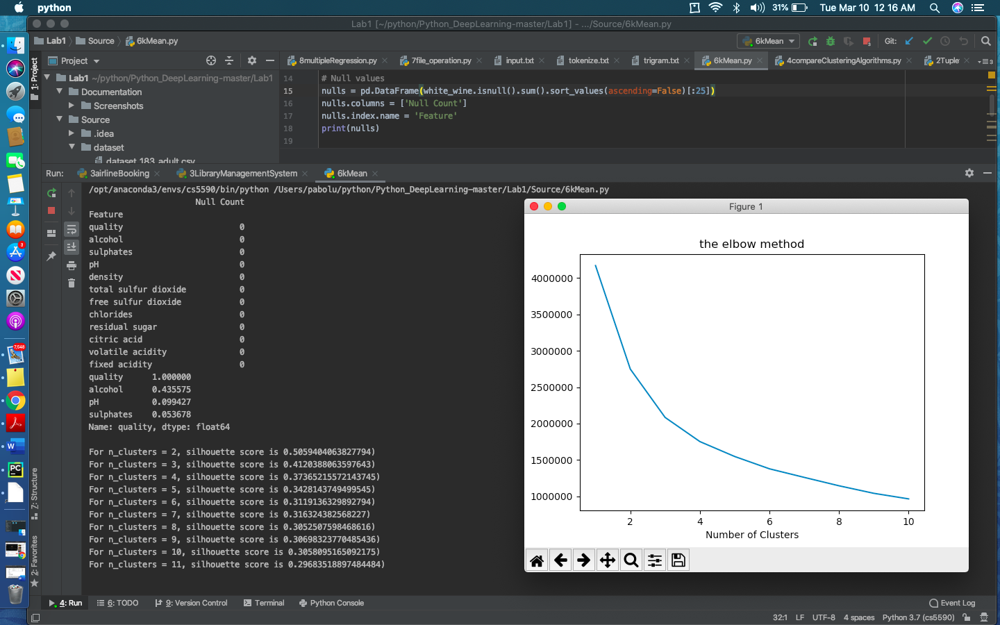 python
31%
Tue Mar 10 12 16 AM
Lab1 [~/python/Python_DeepLearning-master/Lab1] - .../Source/6kMean.py
Lab1
Source
6kMean.py
6kMean
Git:
1: Project
Project
8multipleRegression.py
7file_operation.py
input.txt
tokenize.txt
trigram.txt
6kMean.py
4compareClusteringAlgorithms.py
2Tuple
3
Lab1 ~/python/Python_DeepLearning-master/Lab1
Documentation
Screenshots
Source
.idea
dataset
dataset_183_adult.csv
14 # Null values
15 nulls = pd.DataFrame(white_wine.isnull().sum().sort_values(ascending=False)[:25])
16 nulls.columns = ['Null Count']
17 nulls.index.name = 'Feature'
18 print(nulls)
19
Run:
3airlineBooking
3LibraryManagementSystem
6kMean
/opt/anaconda3/envs/cs5590/bin/python /Users/pabolu/python/Python_DeepLearning-master/Lab1/Source/6kMean.py
Null Count
Feature
quality 0
alcohol 0
sulphates 0
pH 0
density 0
total sulfur dioxide 0
free sulfur dioxide 0
chlorides 0
residual sugar 0
citric acid 0
volatile acidity 0
fixed acidity 0
quality 1.000000
alcohol 0.435575
pH 0.099427
sulphates 0.053678
Name: quality, dtype: float64
For n_clusters = 2, silhouette score is 0.5059404063827794)
For n_clusters = 3, silhouette score is 0.4120388063597643)
For n_clusters = 4, silhouette score is 0.37365215572143745)
For n_clusters = 5, silhouette score is 0.3428143749499545)
For n_clusters = 6, silhouette score is 0.3119136329892794)
For n_clusters = 7, silhouette score is 0.316324382568227)
For n_clusters = 8, silhouette score is 0.3052507598468616)
For n_clusters = 9, silhouette score is 0.30698323770485436)
For n_clusters = 10, silhouette score is 0.3058095165092175)
For n_clusters = 11, silhouette score is 0.29683518897484484)
Figure 1
the elbow method
4000000
3500000
3000000
2500000
2000000
1500000
1000000
2 4 6 8 10
Number of Clusters
3
7,548
W
PC
Z: Structure
2: Favorites
4: Run
6: TODO
9: Version Control
Terminal
Python Console
Event Log
32:1 LF UTF-8 4 spaces Python 3.7 (cs5590)